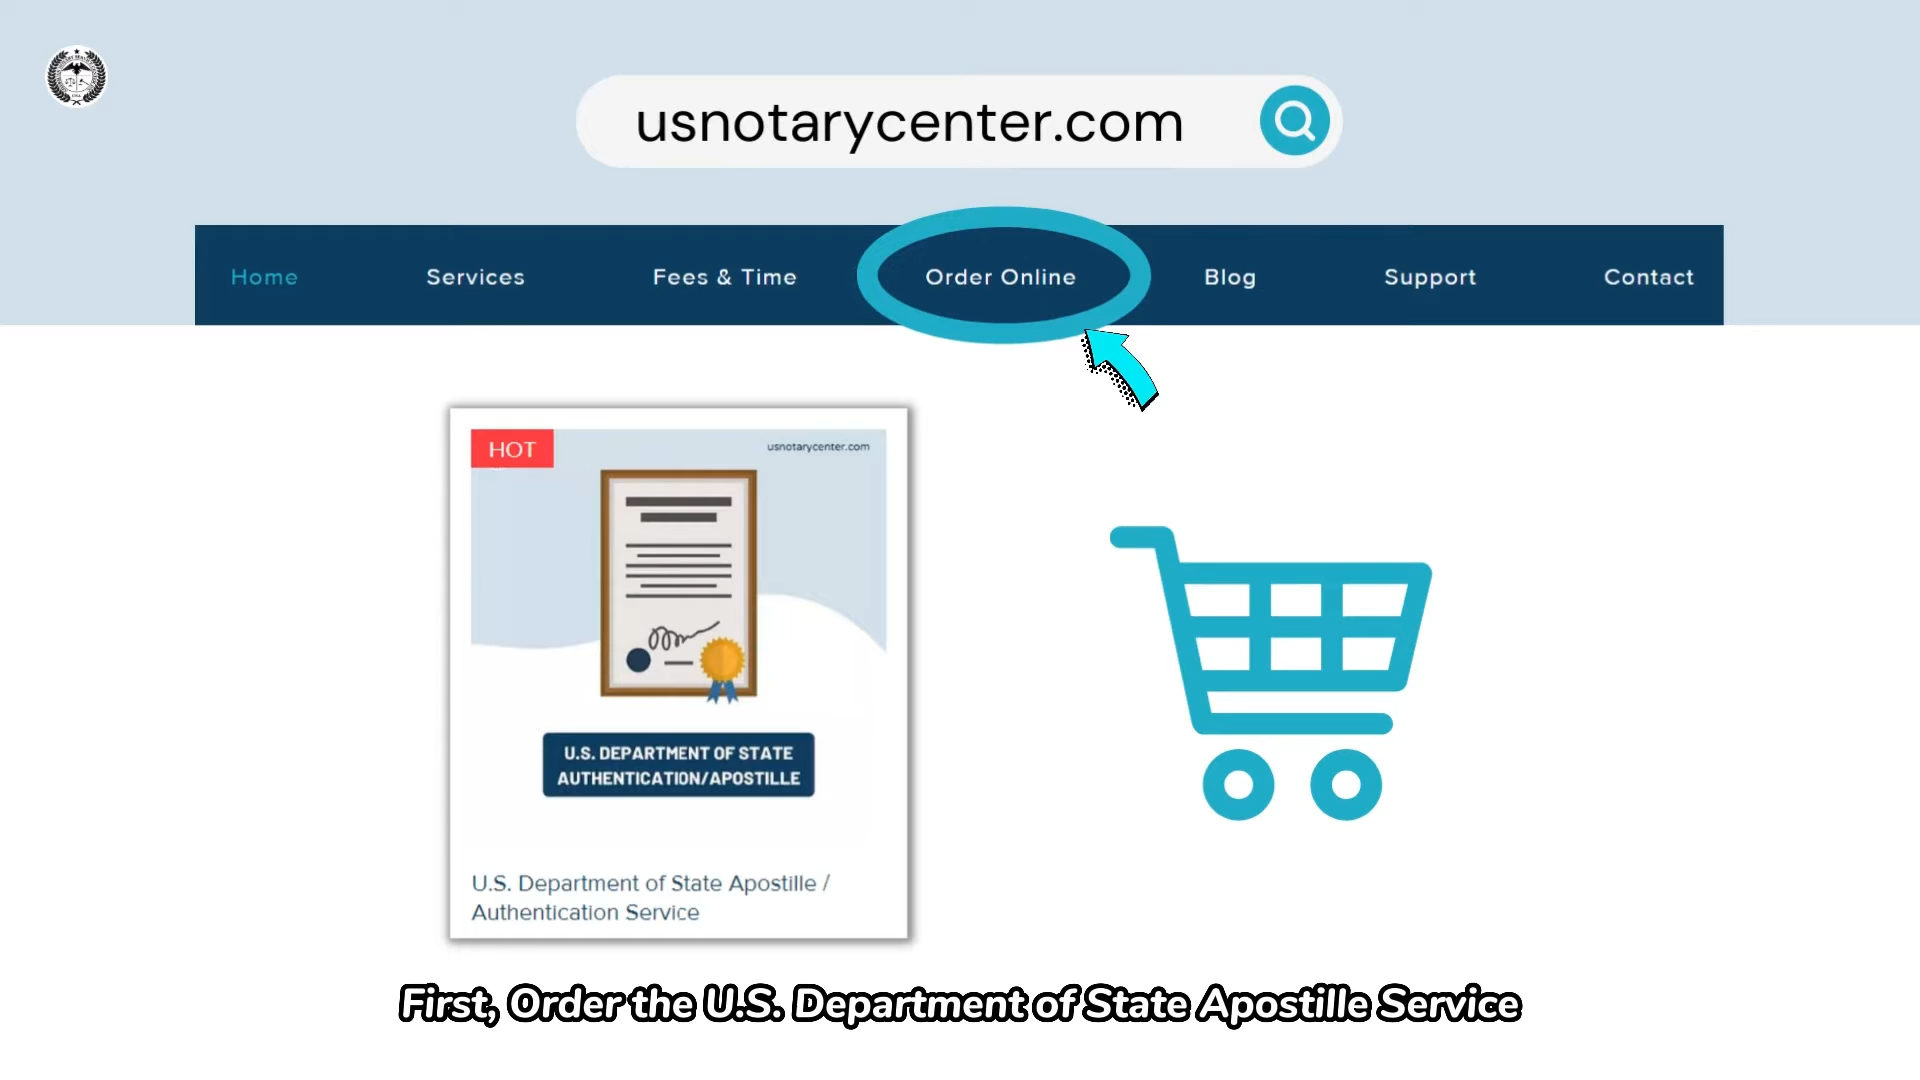 usnotarycenter.com
Home
Services
Fees & Time
Order Online
Blog
Support
Contact
HOT
usnotarycenter.com
U.S. DEPARTMENT OF STATE
AUTHENTICATION/APOSTILLE
U.S. Department of State Apostille /
Authentication Service
First, Order the U.S. Department of State Apostille Service